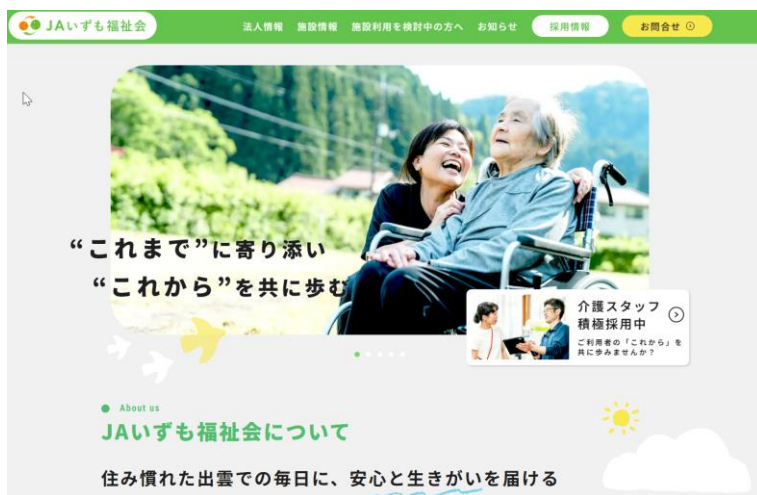 JAいずも福祉会
法人情報 施設情報 施設利用を検討中の方へ お知らせ 採用情報 お問合せ
“これまで”に寄り添い
“これから”を共に歩む
介護スタッフ
積極採用中
ご利用者の「これから」を
共に歩みませんか?
About us
JAいずも福祉会について
住み慣れた出雲での毎日に、安心と生きがいを届ける